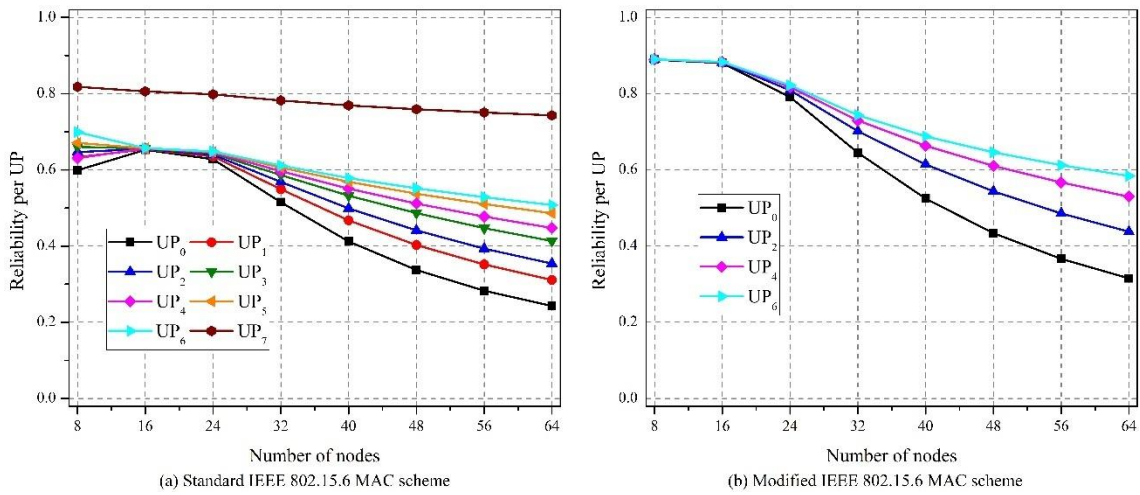 1.0
0.8
0.6
0.4
0.2
0.0
Reliability per UP
UP0 UP1
UP2 UP3
UP4 UP5
UP6 UP7
8 16 24 32 40 48 56 64
Number of nodes
(a) Standard IEEE 802.15.6 MAC scheme
1.0
0.8
0.6
0.4
0.2
0.0
Reliability per UP
UP0
UP2
UP4
UP6
8 16 24 32 40 48 56 64
Number of nodes
(b) Modified IEEE 802.15.6 MAC scheme